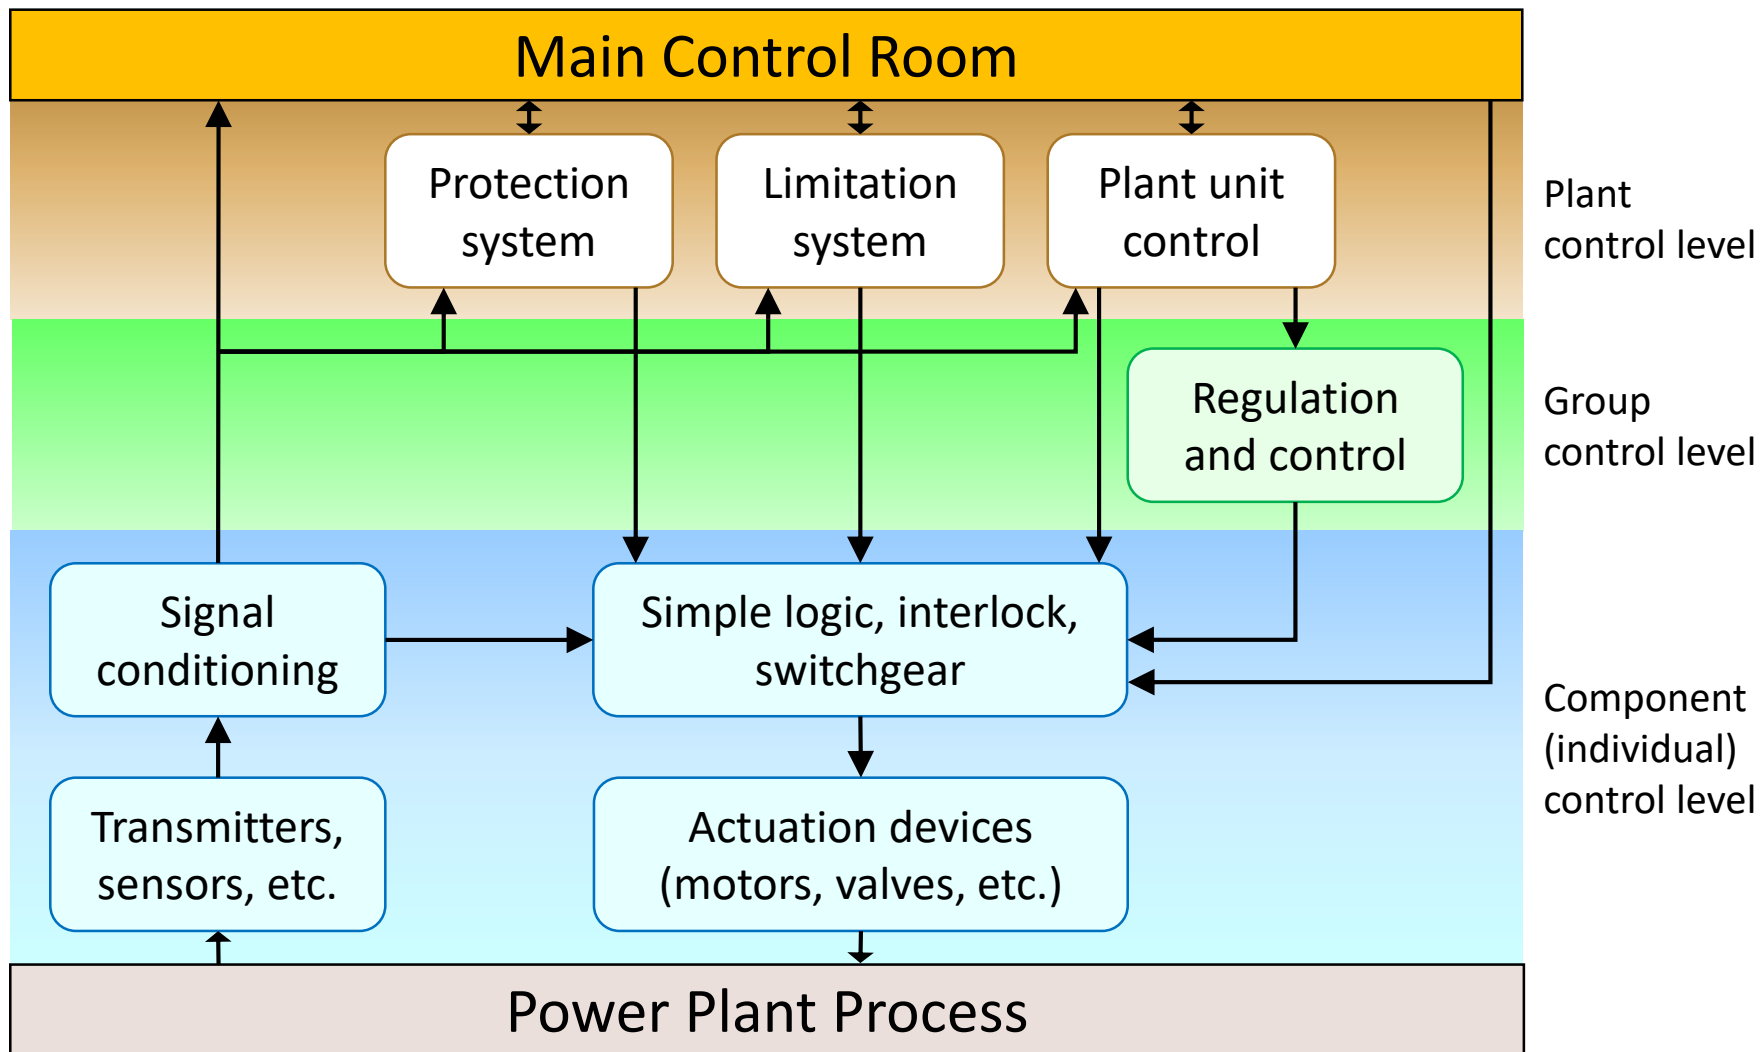 Main Control Room
Protection
system
Limitation
system
Plant unit
control
Plant
control level
Regulation
and control
Group
control level
Signal
conditioning
Simple logic, interlock,
switchgear
Component
(individual)
control level
Transmitters,
sensors, etc.
Actuation devices
(motors, valves, etc.)
Power Plant Process